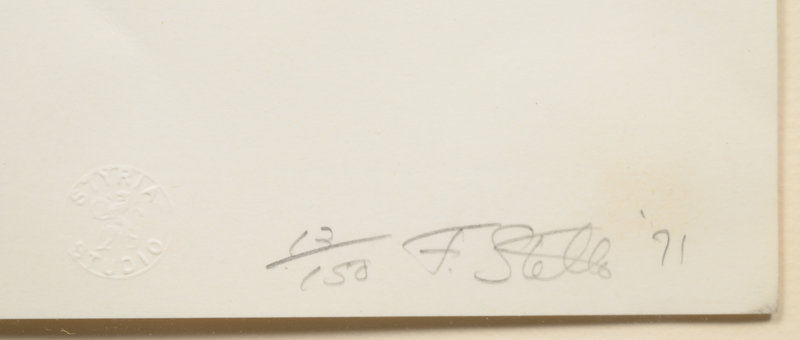 STYRIA STUDIO
13/150 F. Stella '71